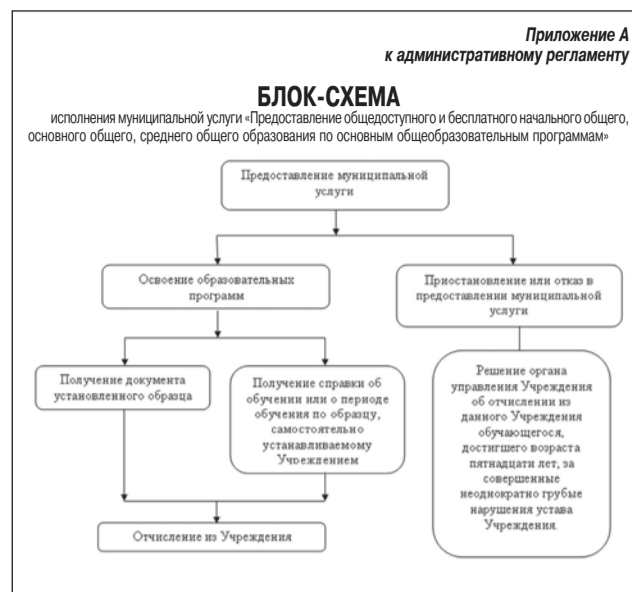 Приложение А
к административному регламенту
БЛОК-СХЕМА
исполнения муниципальной услуги «Предоставление общедоступного и бесплатного начального общего,
основного общего, среднего общего образования по основным общеобразовательным программам»
Предоставление муниципальной
услуги
Освоение образовательных
программ
Приостановление или отказ в
предоставлении муниципальной
услуги
Получение документа
установленного образца
Получение справки об
обучении или о периоде
обучения по образцу,
самостоятельно
устанавливаемому
Учреждением
Решение органа
управления Учреждения
об отчислении из
данного Учреждения
обучающегося,
достигшего возраста
пятнадцати лет, за
совершенные
неоднократно грубые
нарушения устава
Учреждения.
Отчисление из Учреждения